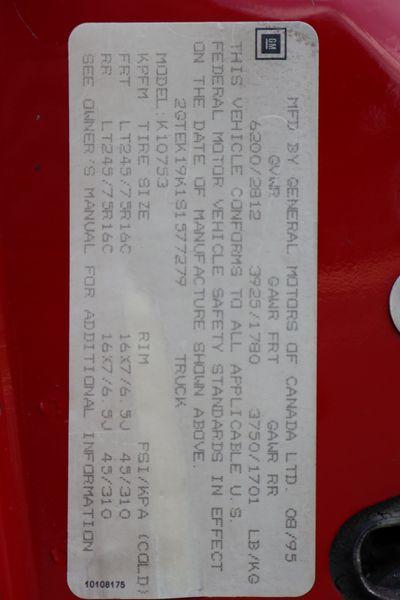 GM
MFD BY GENERAL MOTORS OF CANADA LTD. 08/95
GVWR GAWR FRT GAWR RR
6200/2812 3925/1780 3750/1701 LB/KG
THIS VEHICLE CONFORMS TO ALL APPLICABLE U.S.
FEDERAL MOTOR VEHICLE SAFETY STANDARDS IN EFFECT
ON THE DATE OF MANUFACTURE SHOWN ABOVE.
2GTEK19K1S1577279 TRUCK
MODEL:K10753
KPFM TIRE SIZE RIM PSI/KPA (COLD)
FRT LT245/75R16C 16X7/6.5J 45/310
RR LT245/75R16C 16X7/6.5J 45/310
SEE OWNER'S MANUAL FOR ADDITIONAL INFORMATION
10108175